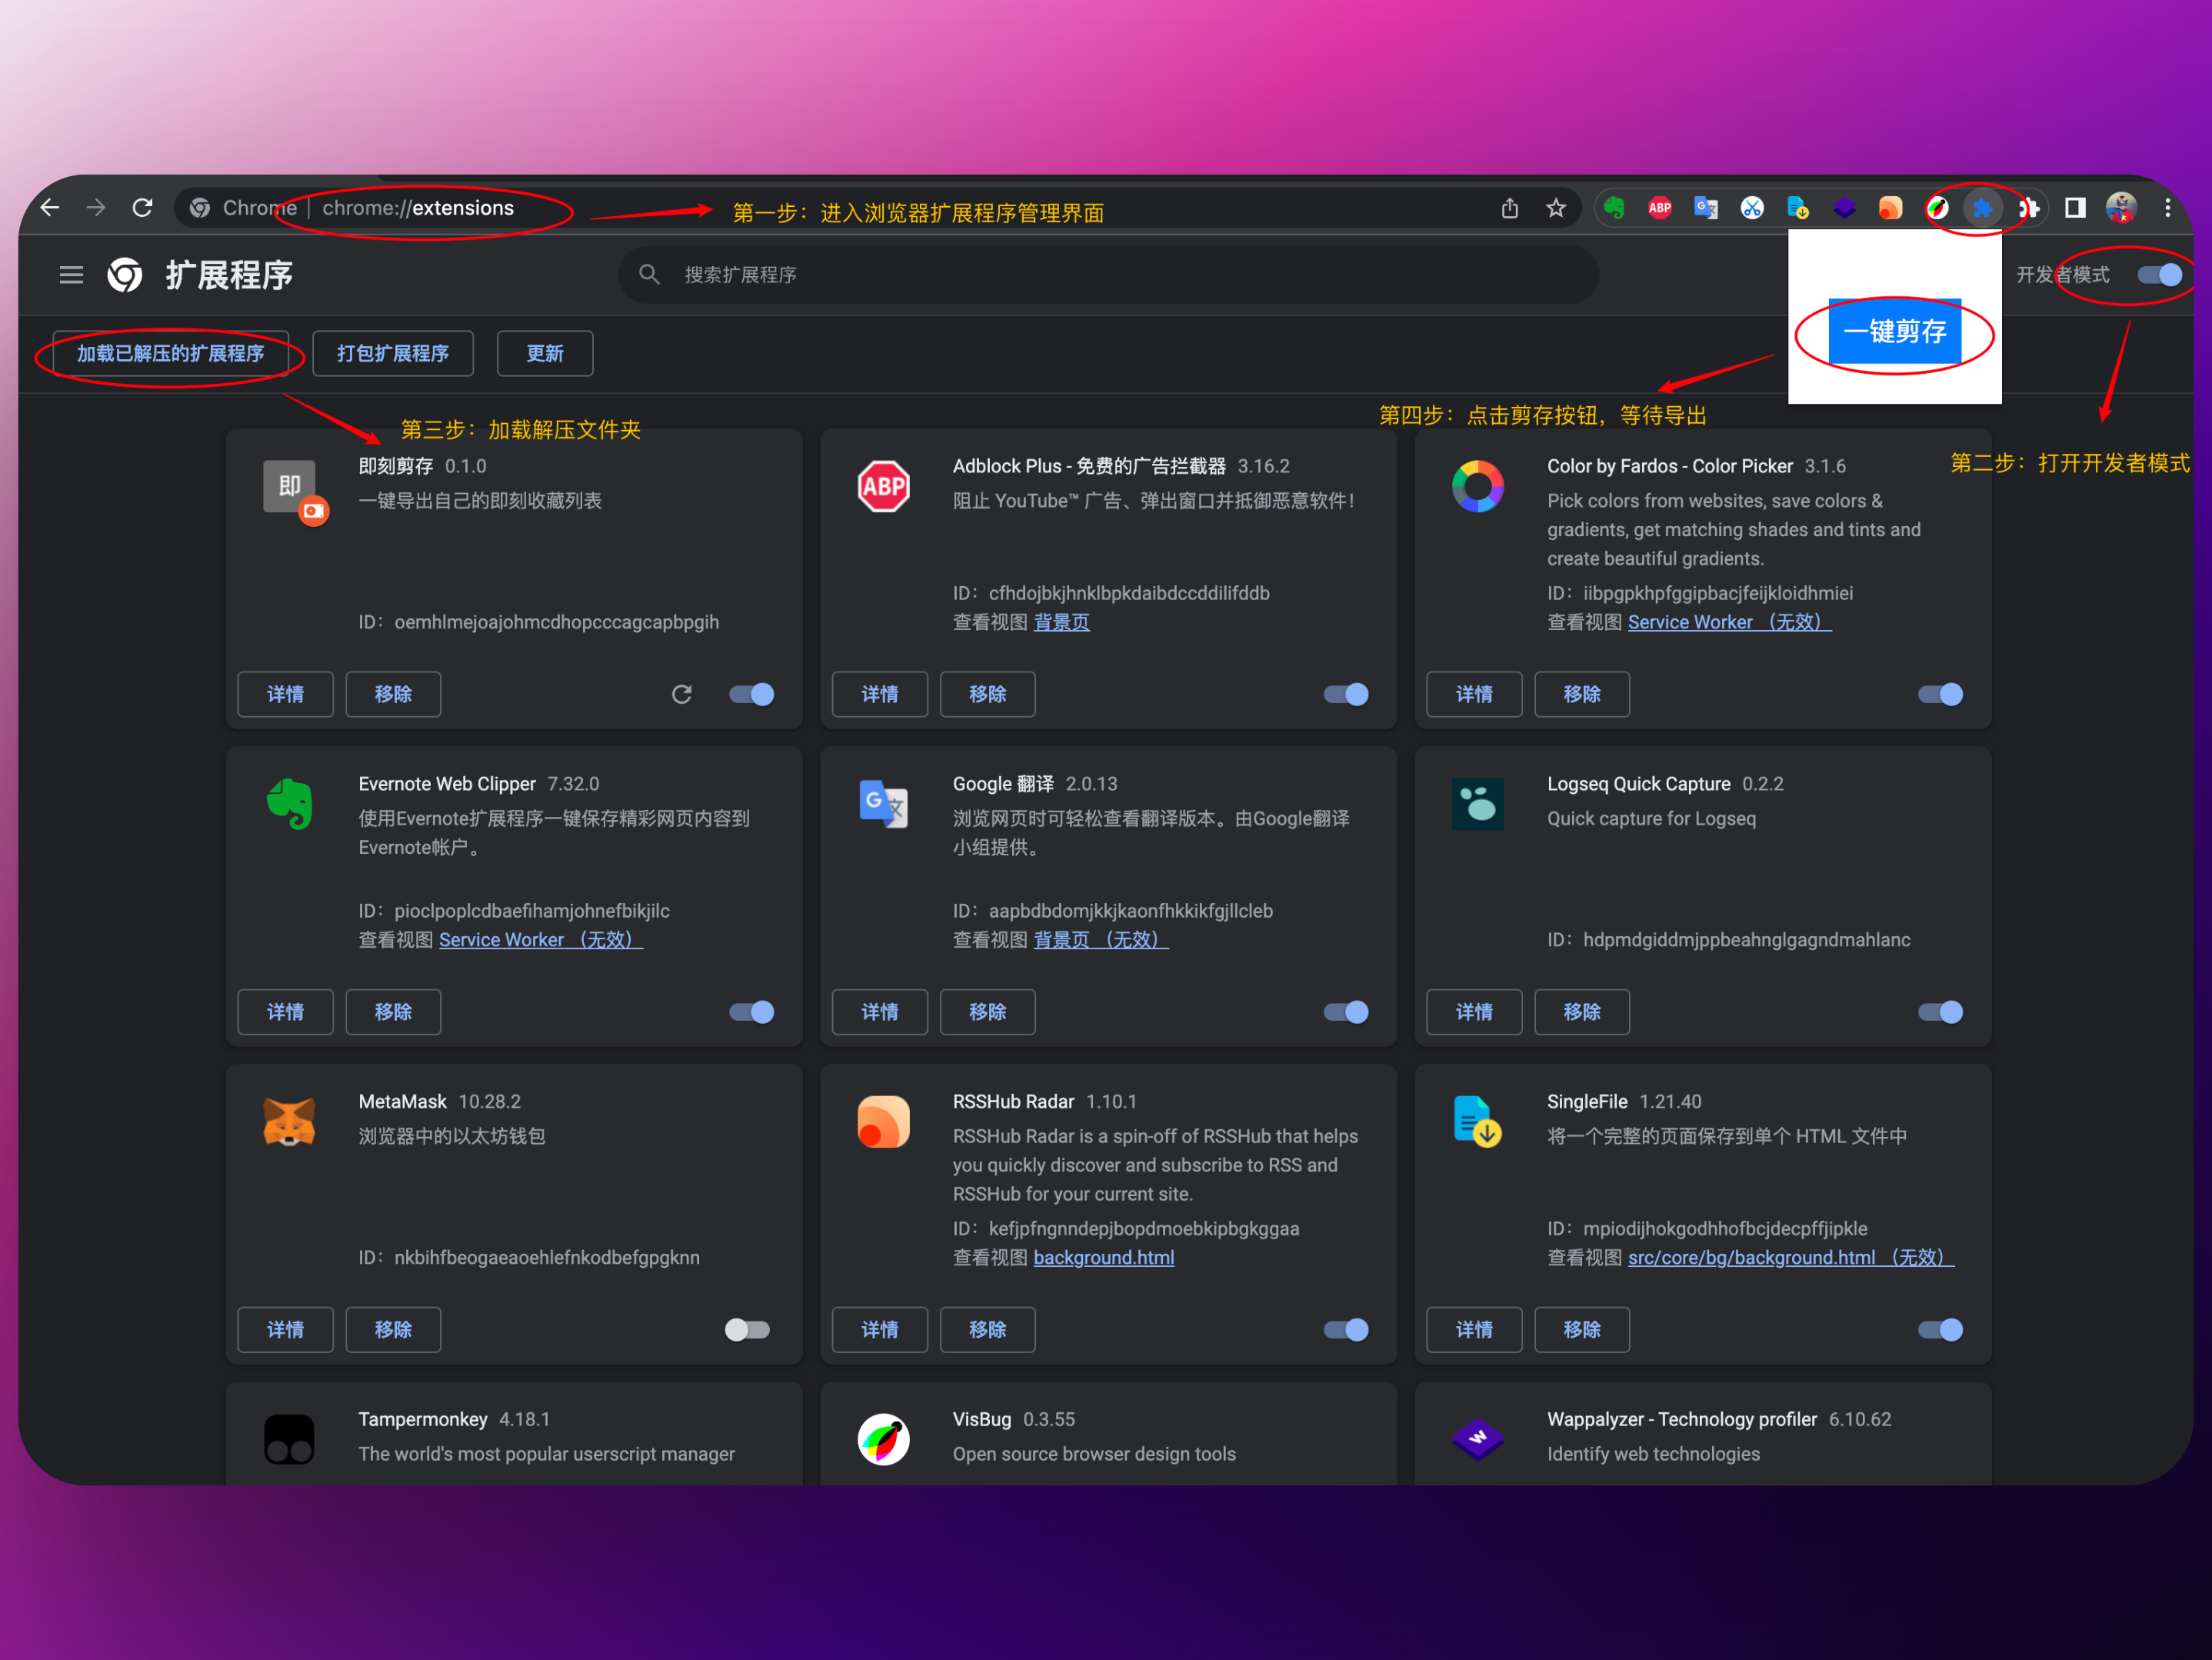 Chrome | chrome://extensions
第一步：进入浏览器扩展程序管理界面
ABP
扩展程序
搜索扩展程序
开发者模式
一键剪存
加载已解压的扩展程序
打包扩展程序
更新
第三步：加载解压文件夹
第四步：点击剪存按钮，等待导出
第二步：打开开发者模式
即
即刻剪存 0.1.0
一键导出自己的即刻收藏列表
ID：oemhlmejoajohmcdhopcccagcapbpgih
详情
移除
ABP
Adblock Plus - 免费的广告拦截器 3.16.2
阻止 YouTube™ 广告、弹出窗口并抵御恶意软件！
ID：cfhdojbkjhnklbpkdaibdccddilifddb
查看视图 背景页
详情
移除
Color by Fardos - Color Picker 3.1.6
Pick colors from websites, save colors &
gradients, get matching shades and tints and
create beautiful gradients.
ID：iibpgpkhpfggipbacjfeijkloidhmiei
查看视图 Service Worker （无效）
详情
移除
Evernote Web Clipper 7.32.0
使用Evernote扩展程序一键保存精彩网页内容到
Evernote帐户。
ID：pioclpoplcdbaefihamjohnefbikjilc
查看视图 Service Worker （无效）
详情
移除
Google 翻译 2.0.13
浏览网页时可轻松查看翻译版本。由Google翻译
小组提供。
ID：aapbdbdomjkkjkaonfhkkikfgjllcleb
查看视图 背景页 （无效）
详情
移除
Logseq Quick Capture 0.2.2
Quick capture for Logseq
ID：hdpmdgiddmjppbeahnglgagndmahlanc
详情
移除
MetaMask 10.28.2
浏览器中的以太坊钱包
ID：nkbihfbeogaeaoehlefnkodbefgpgknn
详情
移除
RSSHub Radar 1.10.1
RSSHub Radar is a spin-off of RSSHub that helps
you quickly discover and subscribe to RSS and
RSSHub for your current site.
ID：kefjpfngnndepjbopdmoebkipbgkggaa
查看视图 background.html
详情
移除
SingleFile 1.21.40
将一个完整的页面保存到单个 HTML 文件中
ID：mpiodijhokgodhhofbcjdecpffjipkle
查看视图 src/core/bg/background.html （无效）
详情
移除
Tampermonkey 4.18.1
The world's most popular userscript manager
VisBug 0.3.55
Open source browser design tools
Wappalyzer - Technology profiler 6.10.62
Identify web technologies